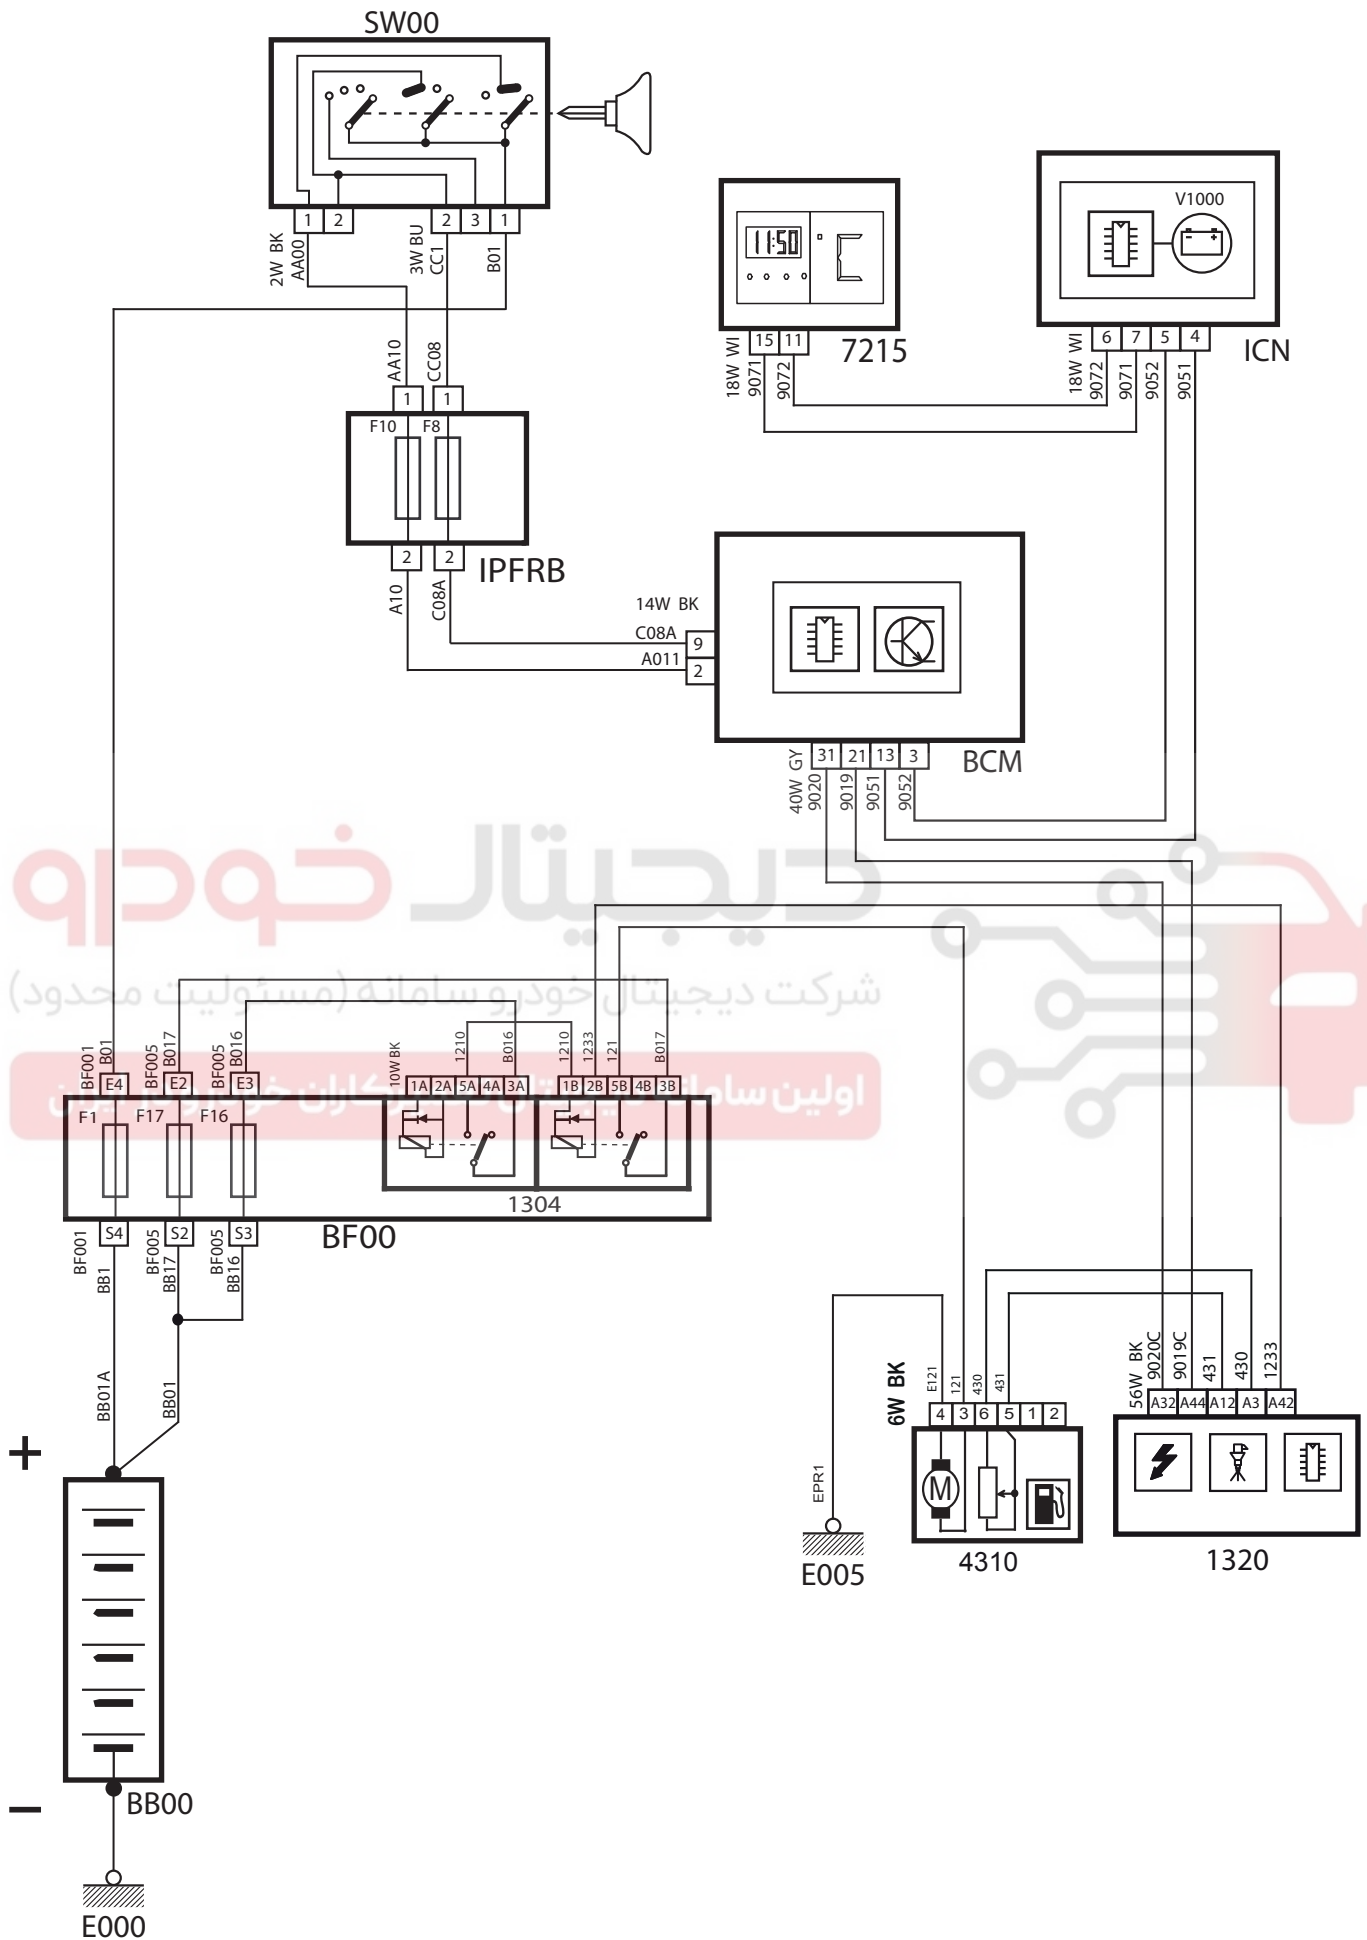 SW00
1 2 2 3 1
2W BK
AA00
3W BU
CC1
B01
V1000
11:50
15 11
7215
18W WI
9071
9072
6 7 5 4
ICN
18W WI
9072
9071
9052
9051
AA10
CC08
1 1
F10 F8
2 2
IPFRB
A10
C08A
14W BK
C08A
9
A011
2
31 21 13 3
BCM
40W GY
9020
9019
9051
9052
دیجیتال خودرو
شرکت دیجیتال خودرو سامانه (مسئولیت محدود)
BF001
B01
BF005
B017
BF005
B016
10W BK
1210
B016
1210
1233
121
B017
E4 E2 E3
1A 2A 5A 4A 3A
1B 2B 5B 4B 3B
اولین سامانه دیجیتال تعمیرکاران خودرو در ایران
F1 F17 F16
1304
S4 S2 S3
BF00
BF001
BB1
BF005
BB17
BF005
BB16
BB01A
BB01
6W BK
E121
121
430
431
56W BK
9020C
9019C
431
430
1233
A32 A44 A12 A3 A42
4 3 6 5 1 2
M
EPR1
E005
4310
1320
+
−
BB00
E000